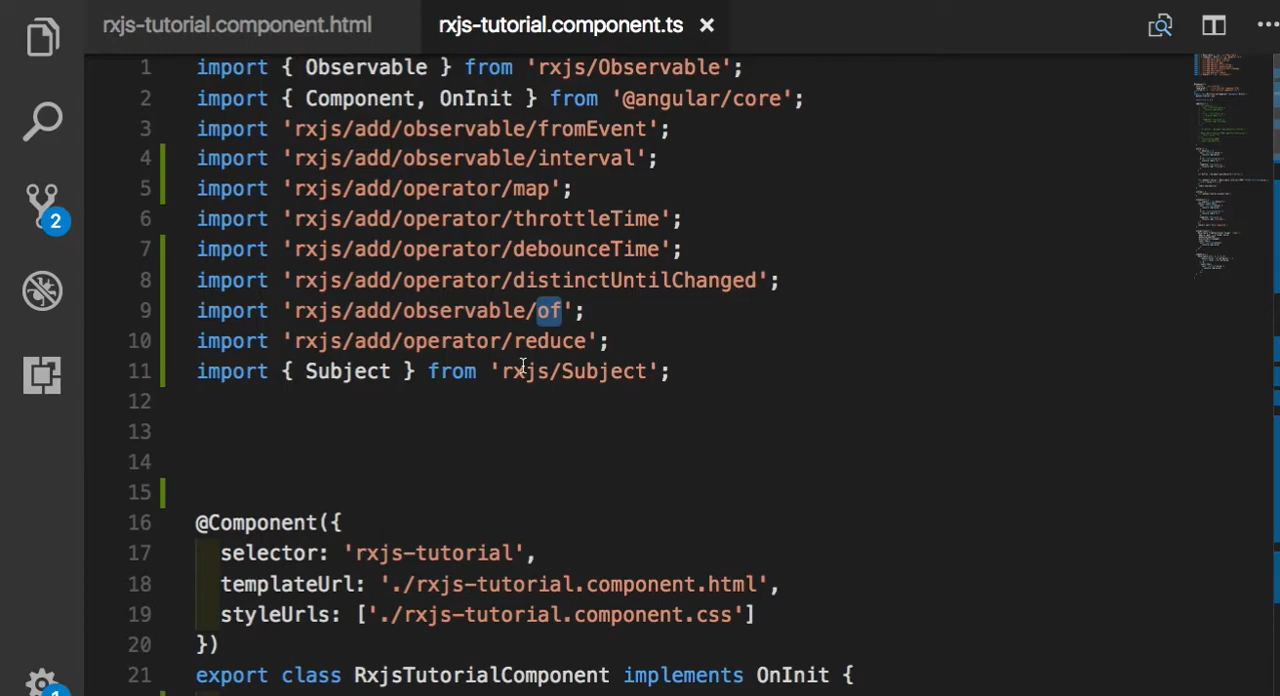 rxjs-tutorial.component.html
rxjs-tutorial.component.ts
1 import { Observable } from 'rxjs/Observable';
2 import { Component, OnInit } from '@angular/core';
3 import 'rxjs/add/observable/fromEvent';
4 import 'rxjs/add/observable/interval';
5 import 'rxjs/add/operator/map';
6 import 'rxjs/add/operator/throttleTime';
7 import 'rxjs/add/operator/debounceTime';
8 import 'rxjs/add/operator/distinctUntilChanged';
9 import 'rxjs/add/observable/of';
10 import 'rxjs/add/operator/reduce';
11 import { Subject } from 'rxjs/Subject';
12
13
14
15
16 @Component({
17 selector: 'rxjs-tutorial',
18 templateUrl: './rxjs-tutorial.component.html',
19 styleUrls: ['./rxjs-tutorial.component.css']
20 })
21 export class RxjsTutorialComponent implements OnInit {
2
1